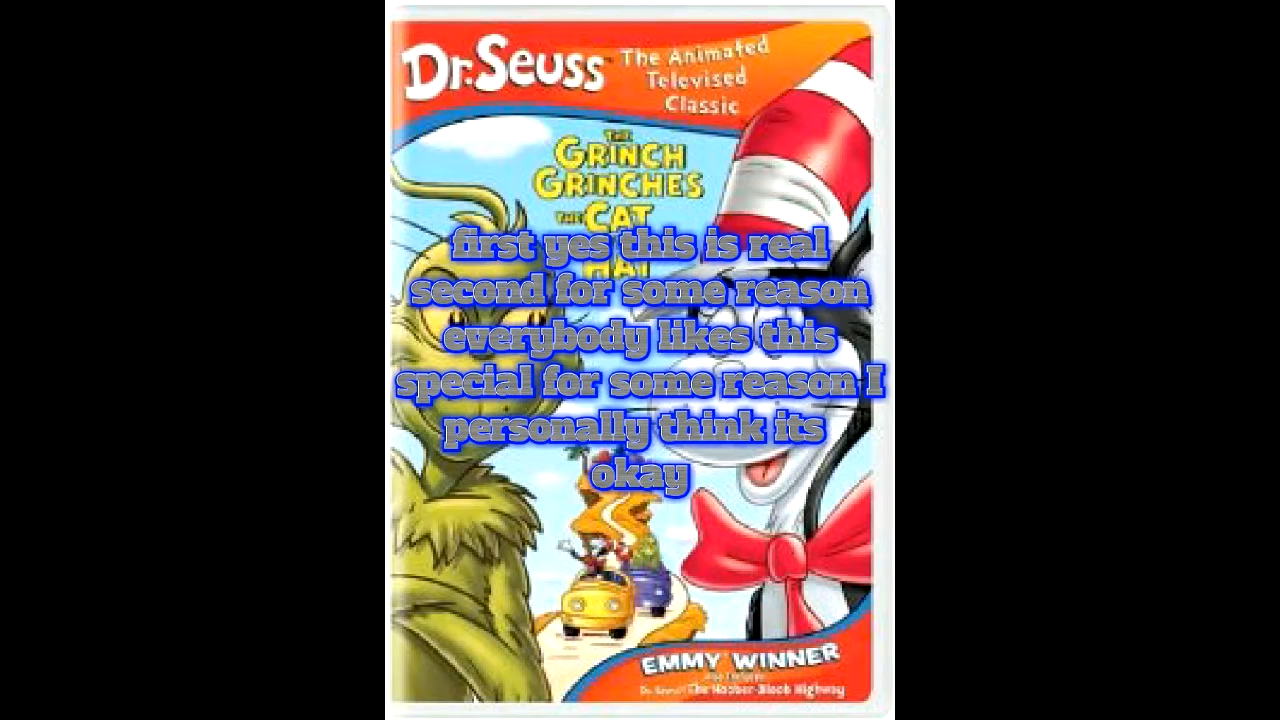 Dr. Seuss
The Animated
Televised
Classic
THE
GRINCH
GRINCHES
THE CAT
HAT
first yes this is real
second for some reason
everybody likes this
special for some reason I
personally think its
okay
EMMY WINNER
The Hoober-Bloob Highway